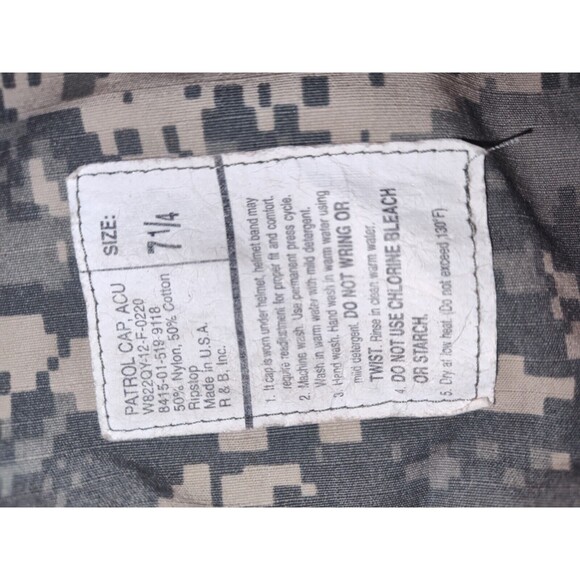 SIZE:
7 1/4
PATROL CAP, ACU
W822QY-12-F-0220
8415-01-519-9118
50% Nylon, 50% Cotton
Ripstop
Made in U.S.A.
R & B, Inc.
1. If cap is worn under helmet, helmet band may
require readjustment for proper fit and comfort.
2. Machine wash. Use permanent press cycle.
Wash in warm water with mild detergent.
3. Hand wash. Hand wash in warm water using
mild detergent. DO NOT WRING OR
TWIST. Rinse in clean, warm water.
4. DO NOT USE CHLORINE BLEACH
OR STARCH.
5. Dry at low heat. (Do not exceed (130°F)